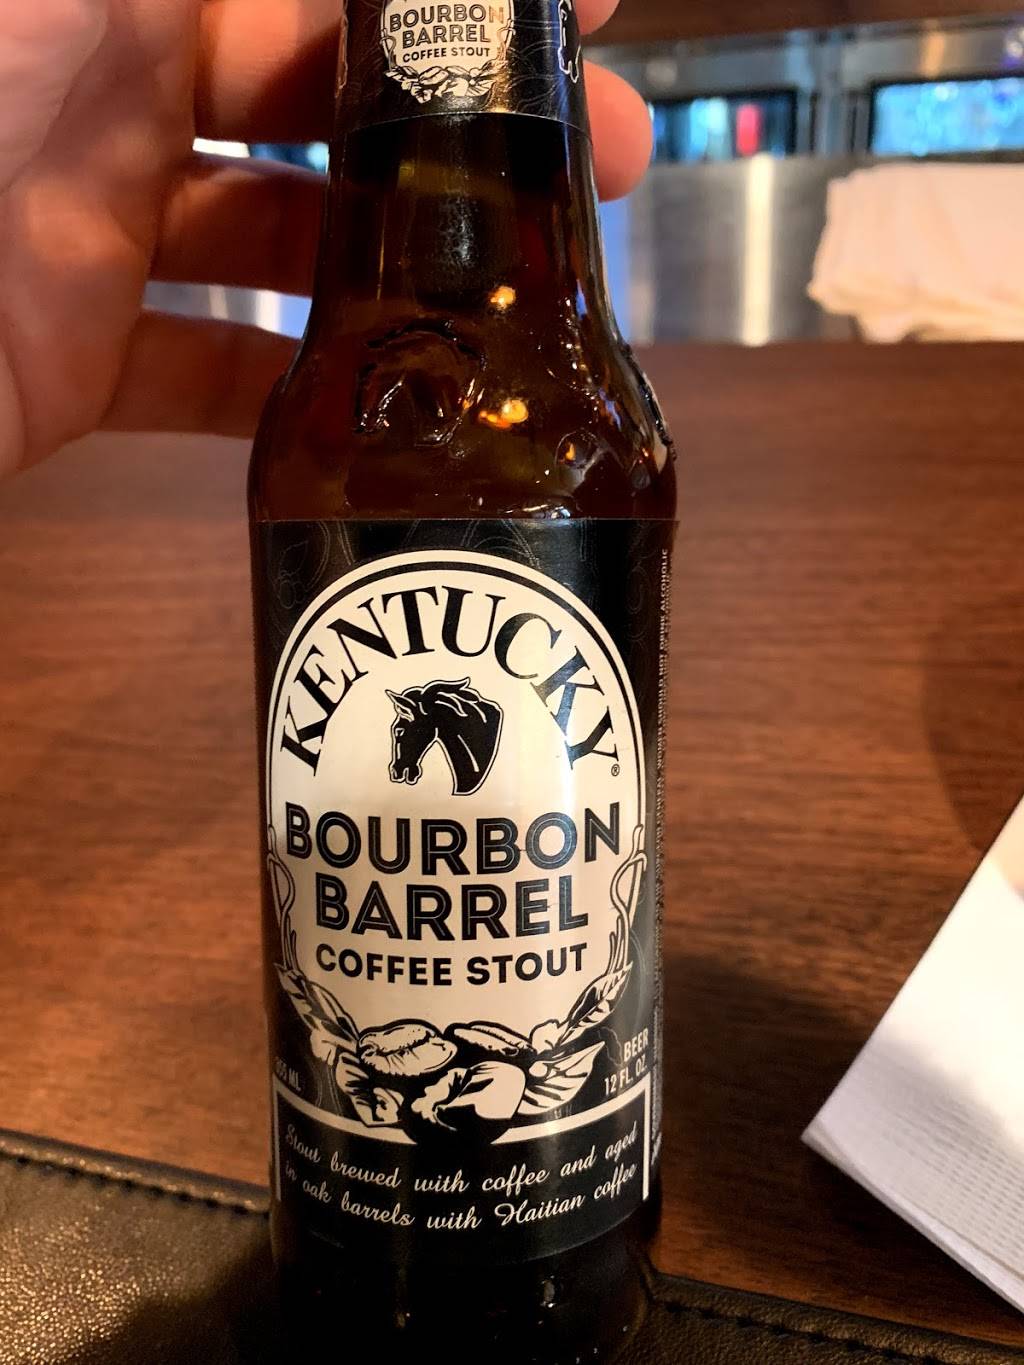 BOURBON
BARREL
COFFEE STOUT
KENTUCKY®
BOURBON
BARREL
COFFEE STOUT
BEER
12 FL. OZ.
Stout brewed with coffee and aged
in oak barrels with Haitian coffee